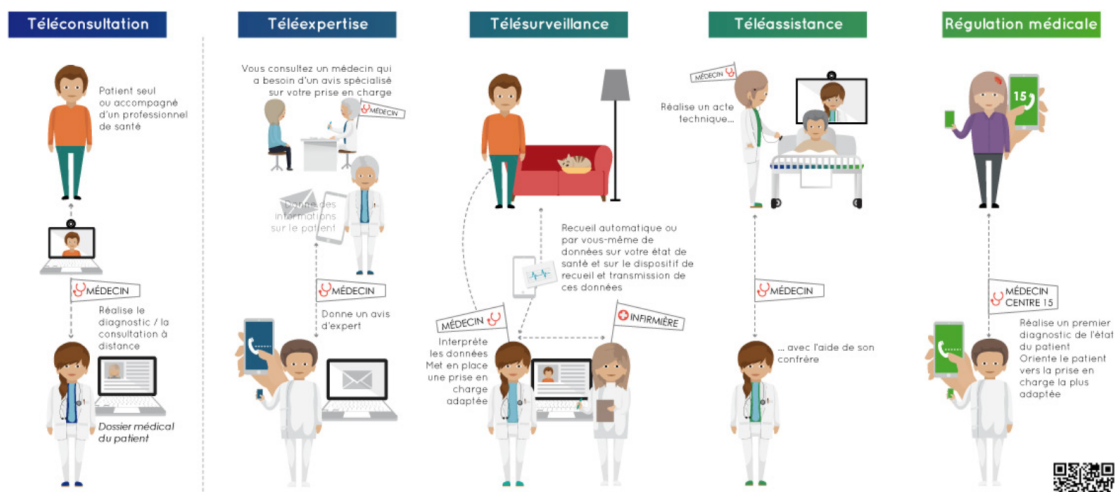 Téléconsultation
Patient seul
ou accompagné
d'un professionnel
de santé
MÉDECIN
Réalise le
diagnostic / la
consultation à
distance
Dossier médical
du patient
Téléexpertise
Vous consultez un médecin qui
a besoin d'un avis spécialisé
sur votre prise en charge
MÉDECIN
Donne des
informations
sur le patient
MÉDECIN
Donne un avis
d'expert
Télésurveillance
Recueil automatique ou
par vous-même de
données sur votre état de
santé et sur le dispositif de
recueil et transmission de
ces données
MÉDECIN
INFIRMIÈRE
Interprète
les données
Met en place
une prise en
charge
adaptée
Téléassistance
MÉDECIN
Réalise un acte
technique...
MÉDECIN
... avec l'aide de son
confrère
Régulation médicale
15
MÉDECIN
CENTRE 15
Réalise un premier
diagnostic de l'état
du patient
Oriente le patient
vers la prise en
charge la plus
adaptée